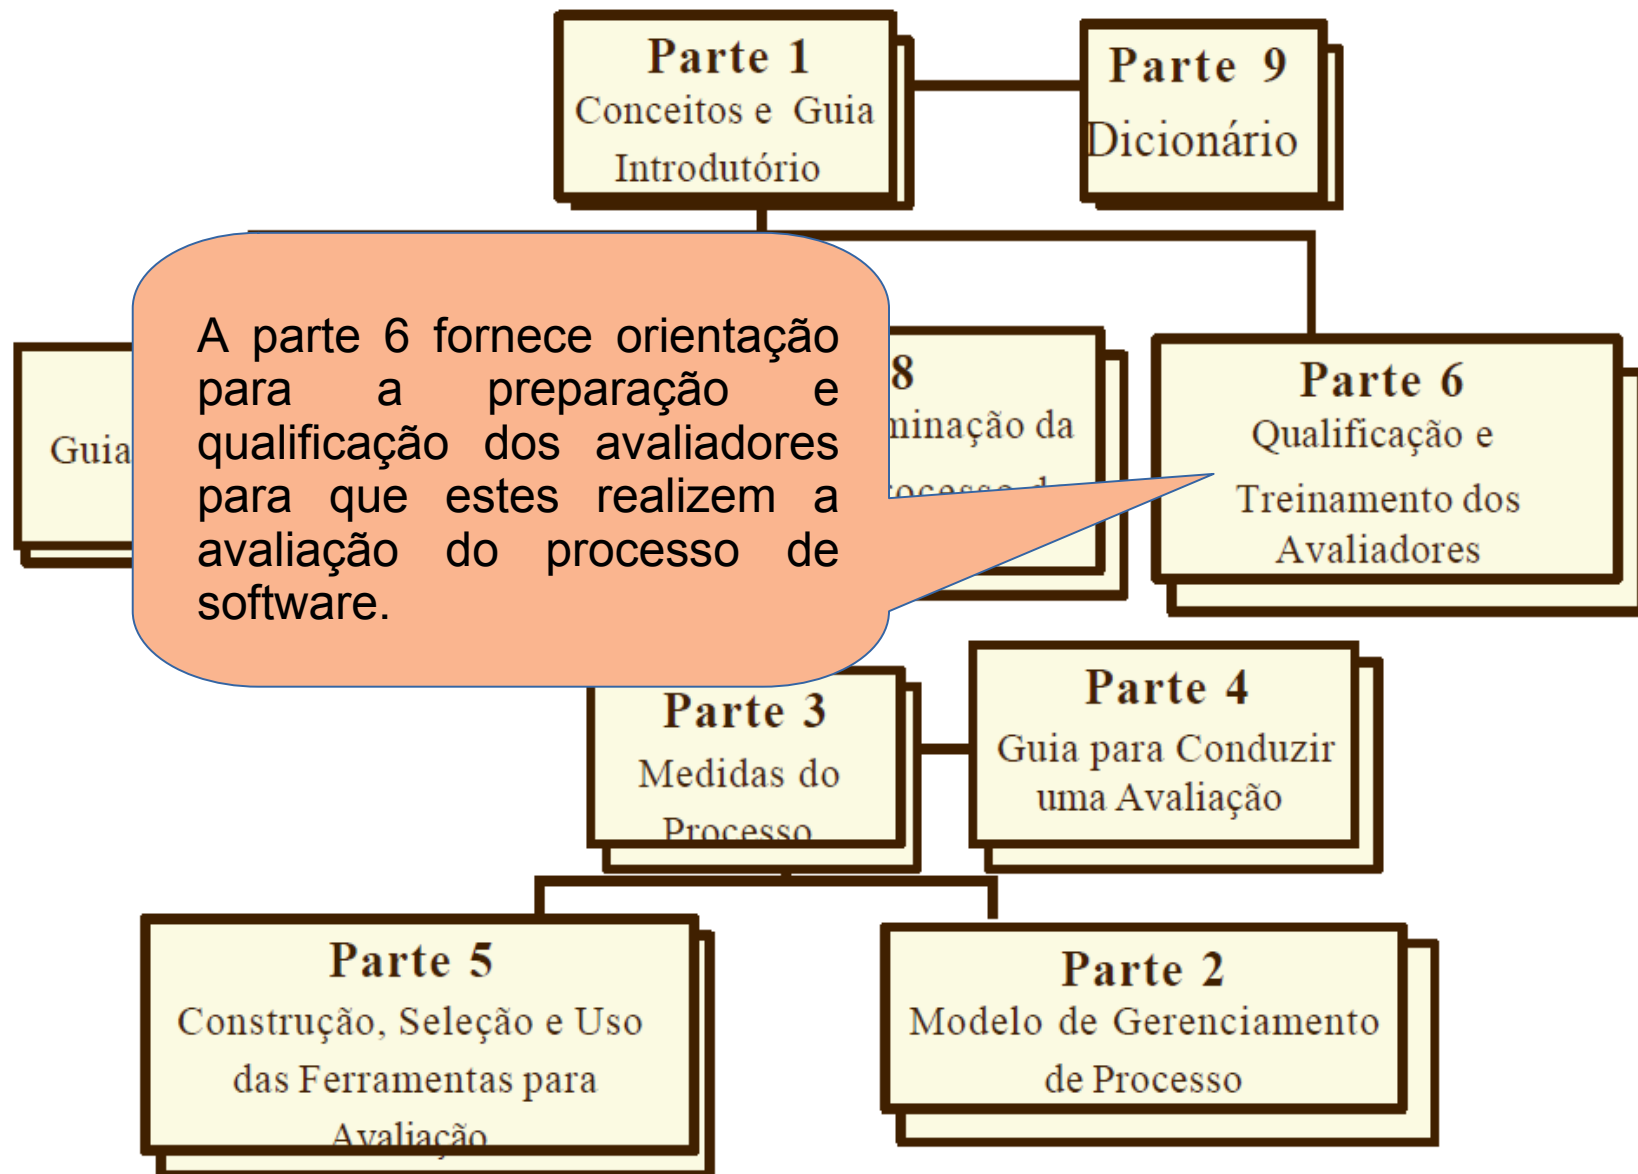 Parte 1
Conceitos e Guia
Introdutório
Parte 9
Dicionário
A parte 6 fornece orientação
para a preparação e
qualificação dos avaliadores
para que estes realizem a
avaliação do processo de
software.
Guia
8
minação da
Parte 6
Qualificação e
Treinamento dos
Avaliadores
Parte 3
Medidas do
Processo
Parte 4
Guia para Conduzir
uma Avaliação
Parte 5
Construção, Seleção e Uso
das Ferramentas para
Avaliação
Parte 2
Modelo de Gerenciamento
de Processo